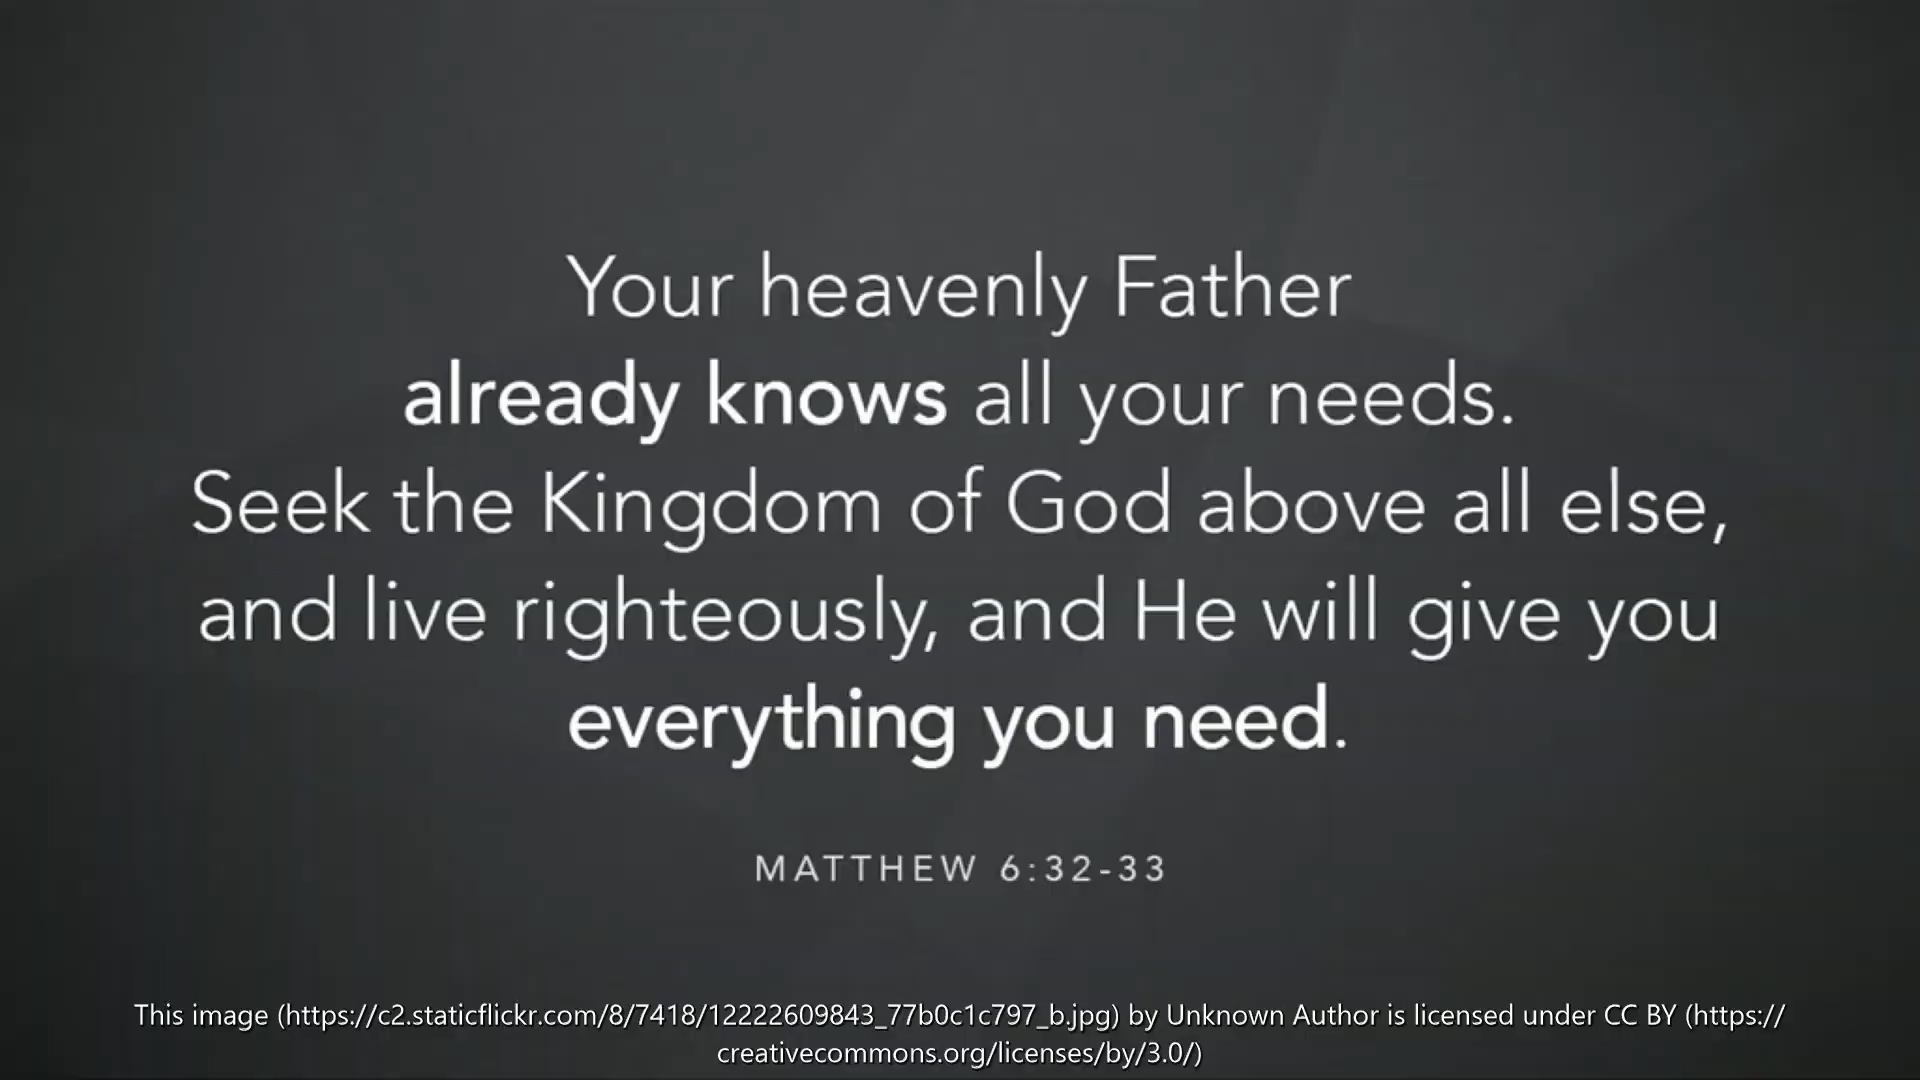 Your heavenly Father
already knows all your needs.
Seek the Kingdom of God above all else,
and live righteously, and He will give you
everything you need.
MATTHEW 6:32-33
This image (https://c2.staticflickr.com/8/7418/12222609843_77b0c1c797_b.jpg) by Unknown Author is licensed under CC BY (https://
creativecommons.org/licenses/by/3.0/)